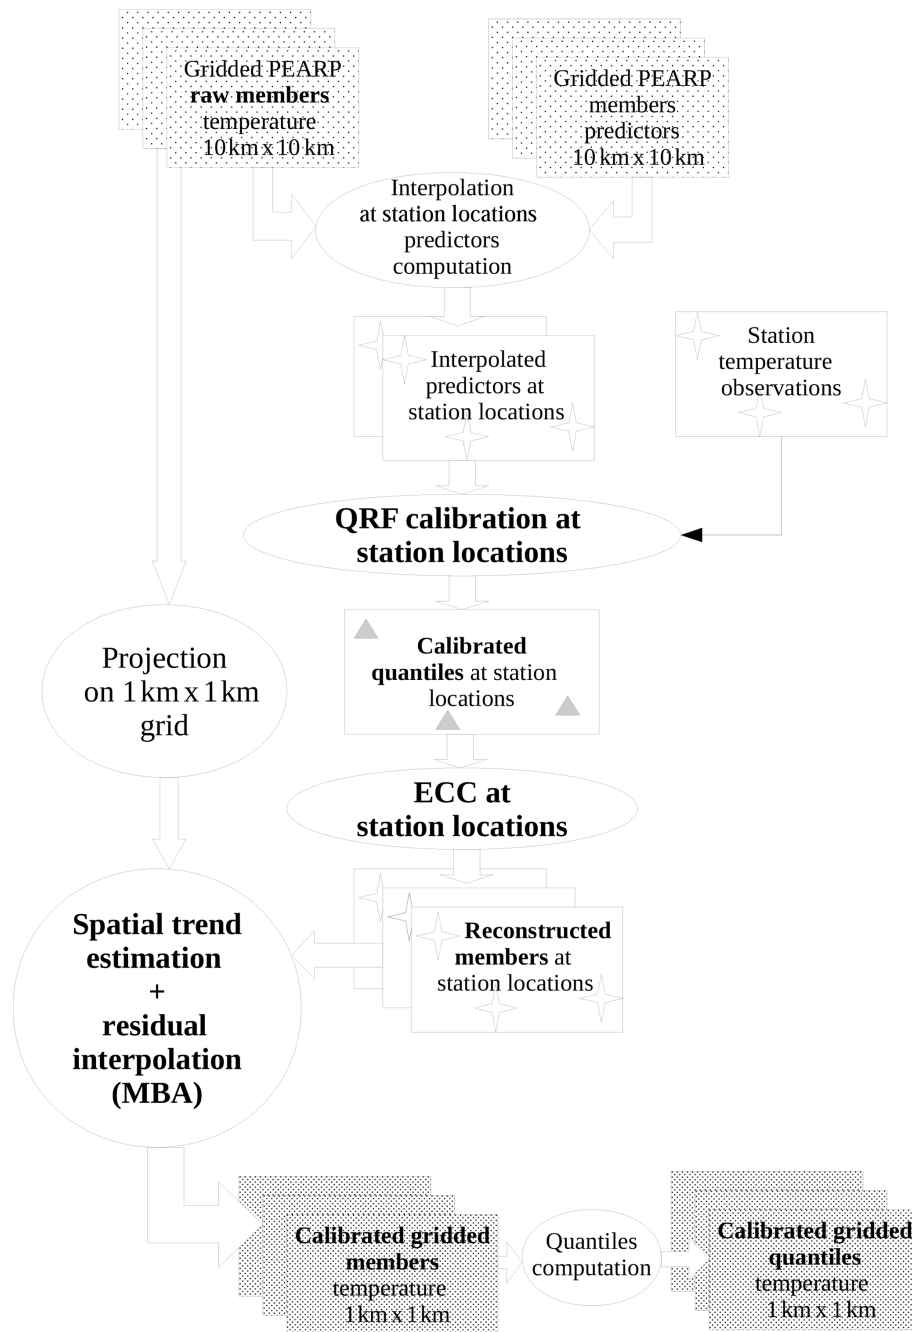 Gridded PEARP
raw members
temperature
10 km x 10 km
Gridded PEARP
members
predictors
10 km x 10 km
Interpolation
at station locations
predictors
computation
Interpolated
predictors at
station locations
Station
temperature
observations
QRF calibration at
station locations
Calibrated
quantiles at station
locations
Projection
on 1 km x 1 km
grid
ECC at
station locations
Reconstructed
members at
station locations
Spatial trend
estimation
+
residual
interpolation
(MBA)
Calibrated gridded
members
temperature
1 km x 1 km
Quantiles
computation
Calibrated gridded
quantiles
temperature
1 km x 1 km